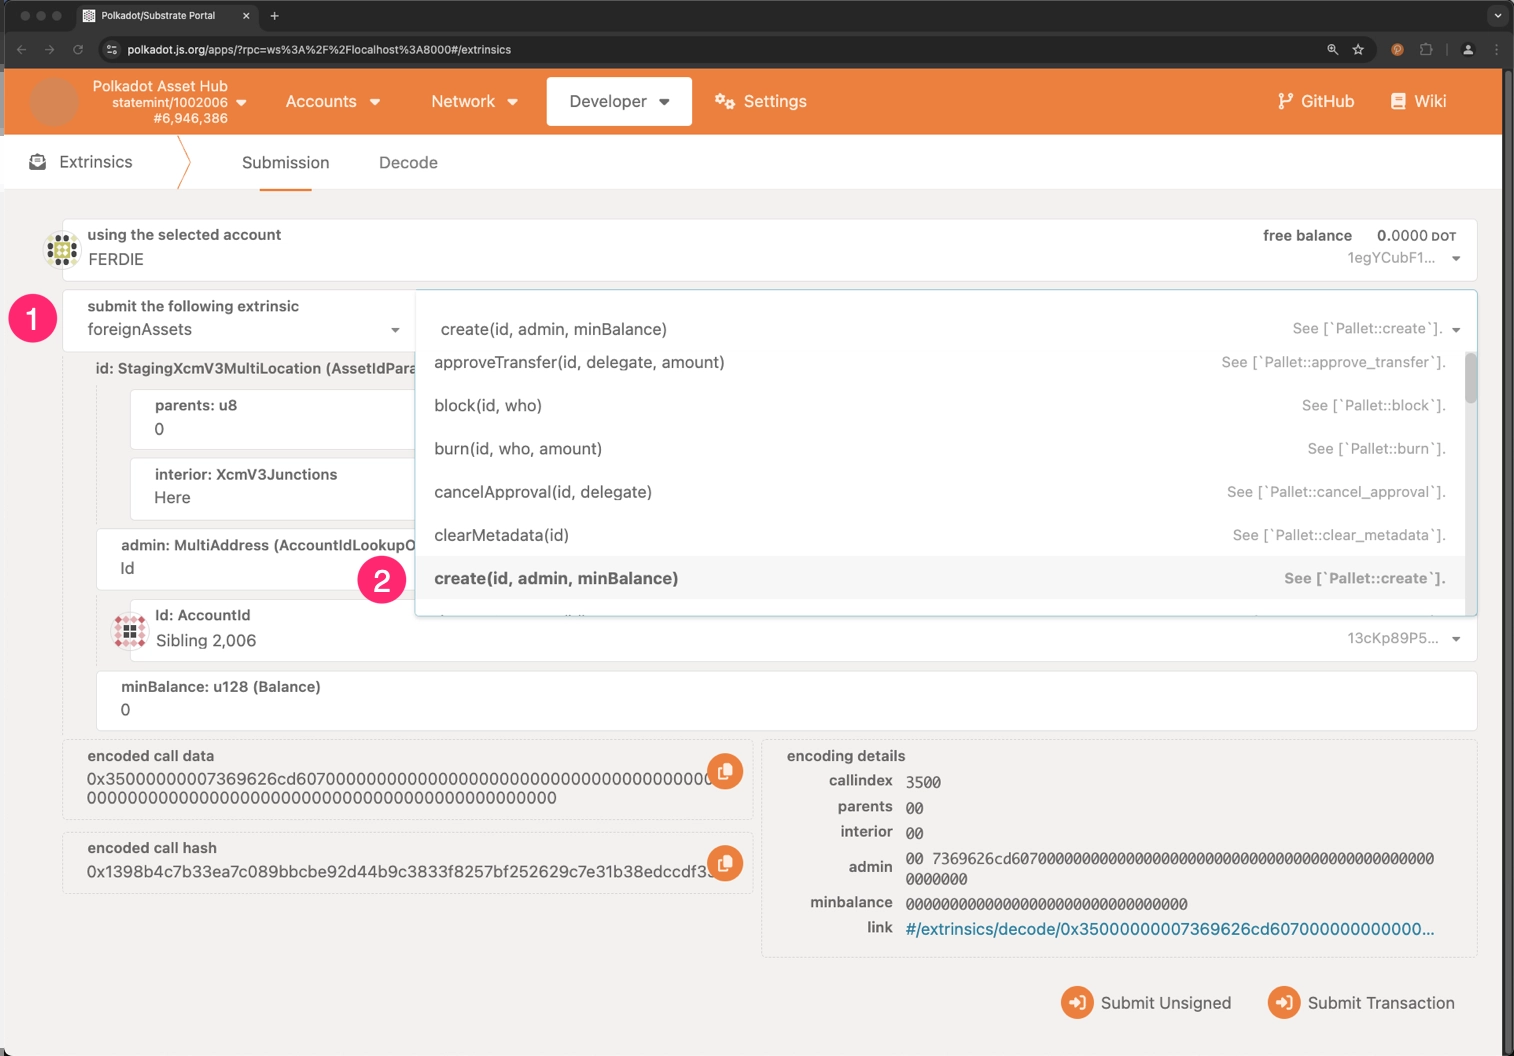 Polkadot/Substrate Portal
polkadot.js.org/apps/?rpc=ws%3A%2F%2Flocalhost%3A8000#/extrinsics
Polkadot Asset Hub
statemint/1002006
#6,946,386
Accounts
Network
Developer
Settings
GitHub
Wiki
Extrinsics
Submission
Decode
using the selected account
FERDIE
free balance 0.0000 DOT
1egYCubF1...
1
submit the following extrinsic
foreignAssets
create(id, admin, minBalance) See [`Pallet::create`].
approveTransfer(id, delegate, amount) See [`Pallet::approve_transfer`].
block(id, who) See [`Pallet::block`].
burn(id, who, amount) See [`Pallet::burn`].
cancelApproval(id, delegate) See [`Pallet::cancel_approval`].
clearMetadata(id) See [`Pallet::clear_metadata`].
create(id, admin, minBalance) See [`Pallet::create`].
id: StagingXcmV3MultiLocation (AssetIdPara
parents: u8
0
interior: XcmV3Junctions
Here
admin: MultiAddress (AccountIdLookupO
Id
2
Id: AccountId
Sibling 2,006
13cKp89P5...
minBalance: u128 (Balance)
0
encoded call data
encoded call hash
0x1398b4c7b33ea7c089bbcbe92d44b9c3833f8257bf252629c7e31b38edccdf3
encoding details
callindex 3500
parents 00
interior 00
admin
minbalance 00000000000000000000000000000000
link #/extrinsics/decode/0x35000000007369626cd607000000000000...
Submit Unsigned
Submit Transaction